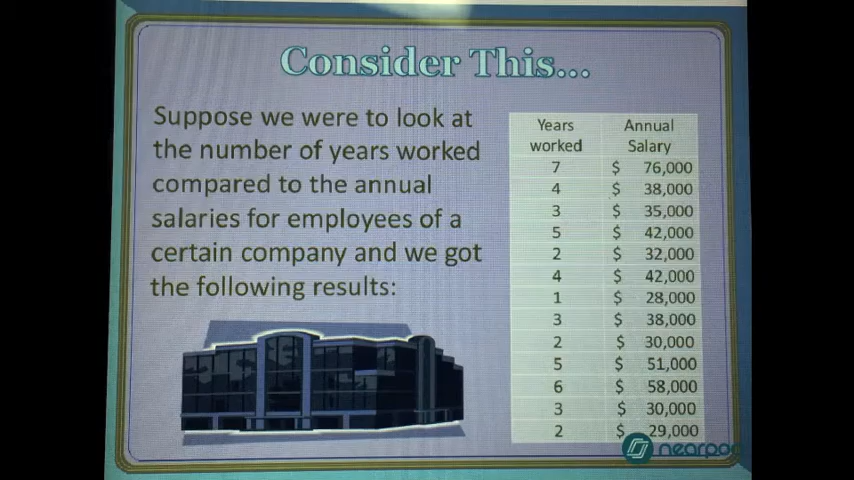 Consider This...
Suppose we were to look at
the number of years worked
compared to the annual
salaries for employees of a
certain company and we got
the following results:
Years worked Annual Salary
7 $ 76,000
4 $ 38,000
3 $ 35,000
5 $ 42,000
2 $ 32,000
4 $ 42,000
1 $ 28,000
3 $ 38,000
2 $ 30,000
5 $ 51,000
6 $ 58,000
3 $ 30,000
2 $ 29,000
nearpod